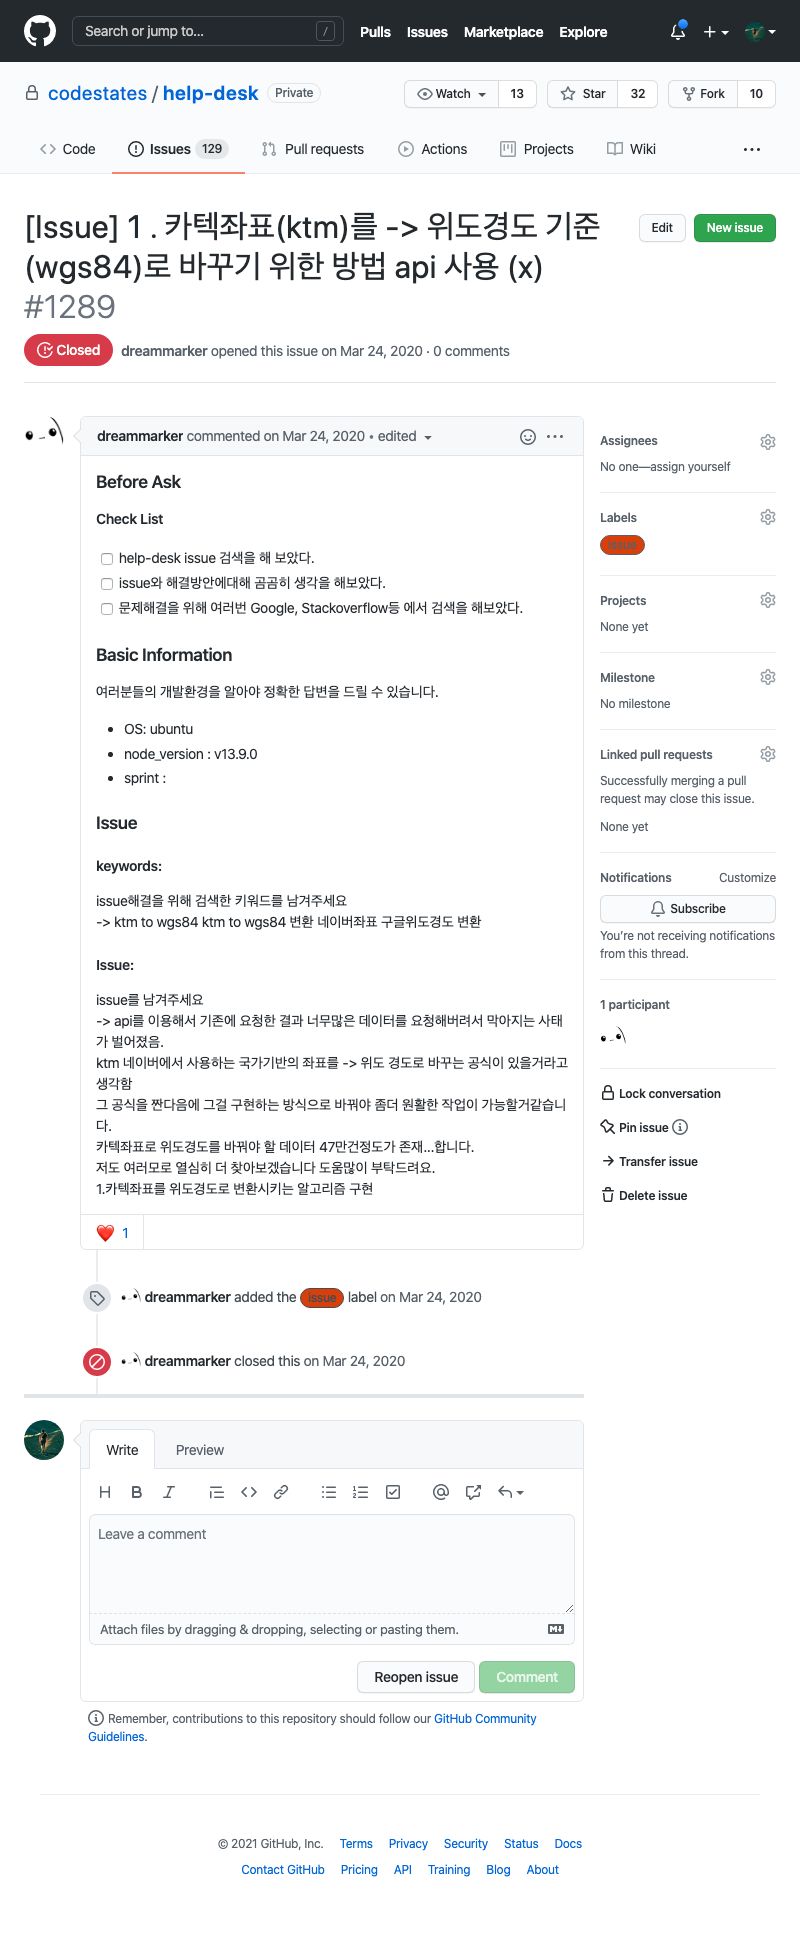 Search or jump to...
/
Pulls
Issues
Marketplace
Explore
codestates / help-desk
Private
Watch
13
Star
32
Fork
10
Code
Issues
129
Pull requests
Actions
Projects
Wiki
[Issue] 1 . 카텍좌표(ktm)를 -> 위도경도 기준
(wgs84)로 바꾸기 위한 방법 api 사용 (x)
#1289
Edit
New issue
Closed
dreammarker opened this issue on Mar 24, 2020 · 0 comments
dreammarker commented on Mar 24, 2020 • edited
Before Ask
Check List
help-desk issue 검색을 해 보았다.
issue와 해결방안에대해 곰곰히 생각을 해보았다.
문제해결을 위해 여러번 Google, Stackoverflow등 에서 검색을 해보았다.
Basic Information
여러분들의 개발환경을 알아야 정확한 답변을 드릴 수 있습니다.
• OS: ubuntu
• node_version : v13.9.0
• sprint :
Issue
keywords:
issue해결을 위해 검색한 키워드를 남겨주세요
-> ktm to wgs84 ktm to wgs84 변환 네이버좌표 구글위도경도 변환
Issue:
issue를 남겨주세요
-> api를 이용해서 기존에 요청한 결과 너무많은 데이터를 요청해버려서 막아지는 사태
가 벌어졌음.
ktm 네이버에서 사용하는 국가기반의 좌표를 -> 위도 경도로 바꾸는 공식이 있을거라고
생각함
그 공식을 짠다음에 그걸 구현하는 방식으로 바꿔야 좀더 원활한 작업이 가능할거같습니
다.
카텍좌표로 위도경도를 바꿔야 할 데이터 47만건정도가 존재...합니다.
저도 여러모로 열심히 더 찾아보겠습니다 도움많이 부탁드려요.
1.카텍좌표를 위도경도로 변환시키는 알고리즘 구현
1
dreammarker added the issue label on Mar 24, 2020
dreammarker closed this on Mar 24, 2020
Assignees
No one—assign yourself
Labels
issue
Projects
None yet
Milestone
No milestone
Linked pull requests
Successfully merging a pull
request may close this issue.
None yet
Notifications
Customize
Subscribe
You're not receiving notifications
from this thread.
1 participant
Lock conversation
Pin issue
Transfer issue
Delete issue
Write
Preview
Leave a comment
Attach files by dragging & dropping, selecting or pasting them.
Reopen issue
Comment
Remember, contributions to this repository should follow our GitHub Community
Guidelines.
© 2021 GitHub, Inc.
Terms
Privacy
Security
Status
Docs
Contact GitHub
Pricing
API
Training
Blog
About